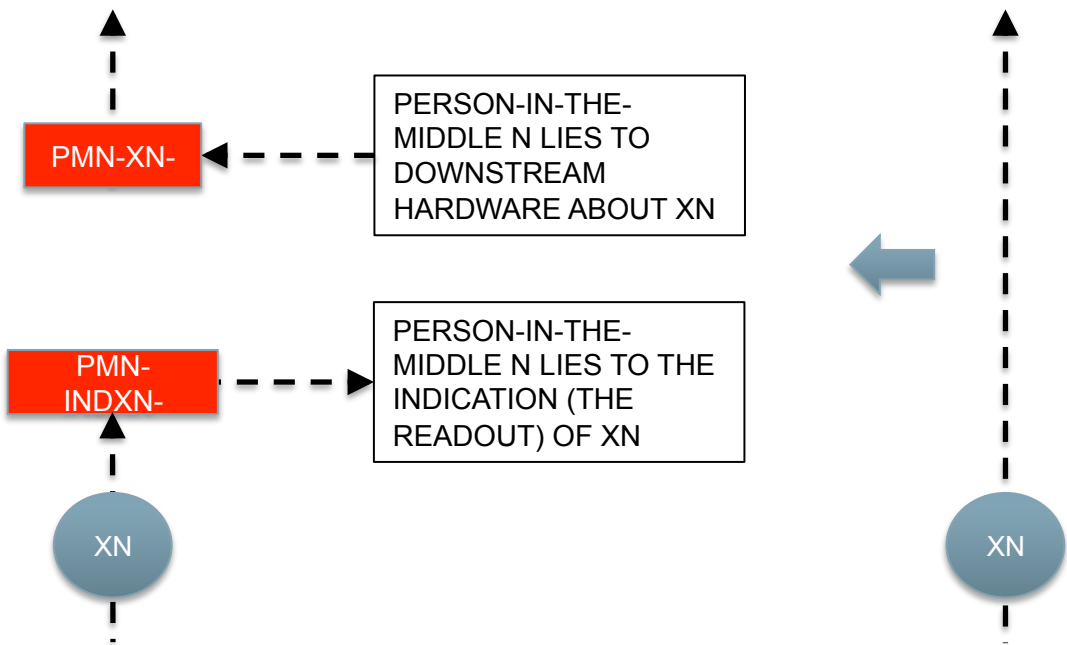 PMN-XN-
PERSON-IN-THE-
MIDDLE N LIES TO
DOWNSTREAM
HARDWARE ABOUT XN
PMN-
INDXN-
PERSON-IN-THE-
MIDDLE N LIES TO THE
INDICATION (THE
READOUT) OF XN
XN
XN